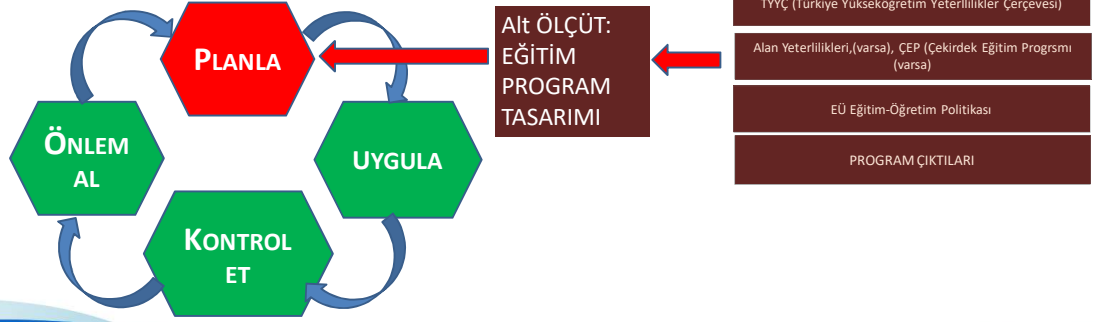 PLANLA
UYGULA
KONTROL
ET
ÖNLEM
AL
Alt ÖLÇÜT:
EĞİTİM
PROGRAM
TASARIMI
TYYÇ (Türkiye Yükseköğretim Yeterllilikler Çerçevesi)
Alan Yeterlilikleri,(varsa), ÇEP (Çekirdek Eğitim Progrsmı
(varsa)
EÜ Eğitim-Öğretim Politikası
PROGRAM ÇIKTILARI